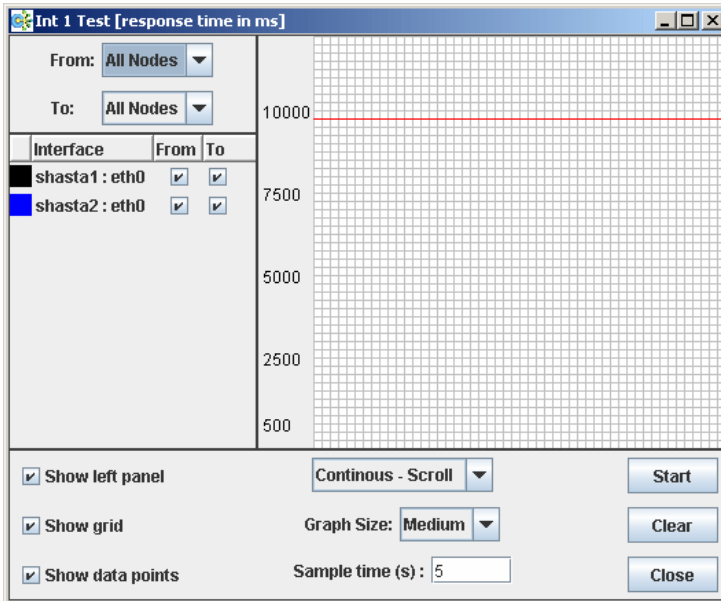 Int 1 Test [response time in ms]
From: All Nodes
To: All Nodes
Interface From To
shasta1 : eth0
shasta2 : eth0
10000
7500
5000
2500
500
Show left panel
Continous - Scroll
Start
Show grid
Graph Size: Medium
Clear
Show data points
Sample time (s) : 5
Close